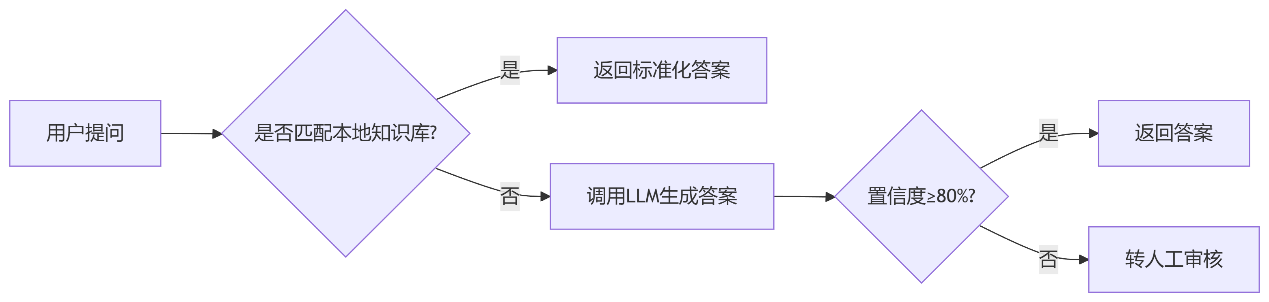 用户提问
是否匹配本地知识库?
是
返回标准化答案
否
调用LLM生成答案
置信度≥80%?
是
返回答案
否
转人工审核